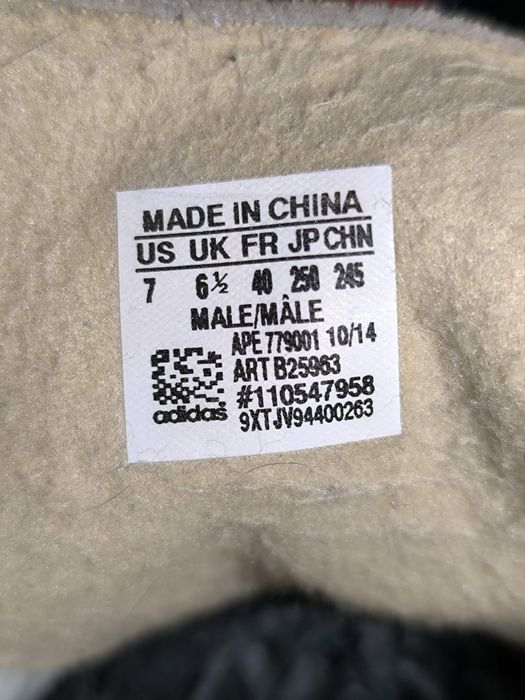 MADE IN CHINA
US UK FR JP CHN
7 6½ 40 250 245
MALE/MÂLE
APE 779001 10/14
ART B25963
#110547958
adidas 9XTJV94400263